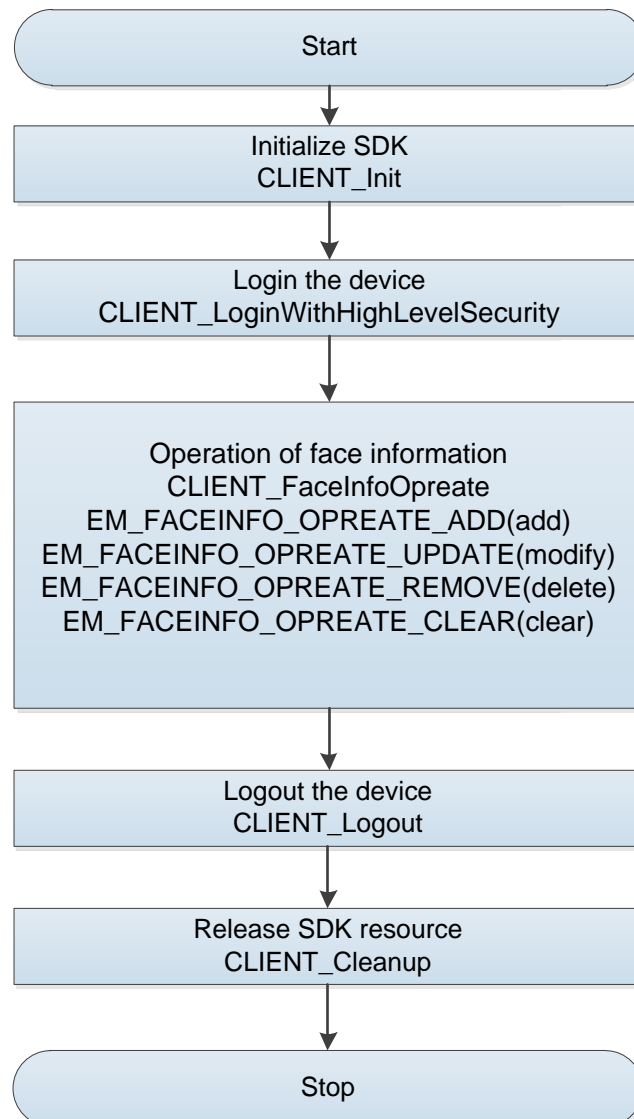 Start
Initialize SDK
CLIENT_Init
Login the device
CLIENT_LoginWithHighLevelSecurity
Operation of face information
CLIENT_FaceInfoOpreate
EM_FACEINFO_OPREATE_ADD(add)
EM_FACEINFO_OPREATE_UPDATE(modify)
EM_FACEINFO_OPREATE_REMOVE(delete)
EM_FACEINFO_OPREATE_CLEAR(clear)
Logout the device
CLIENT_Logout
Release SDK resource
CLIENT_Cleanup
Stop